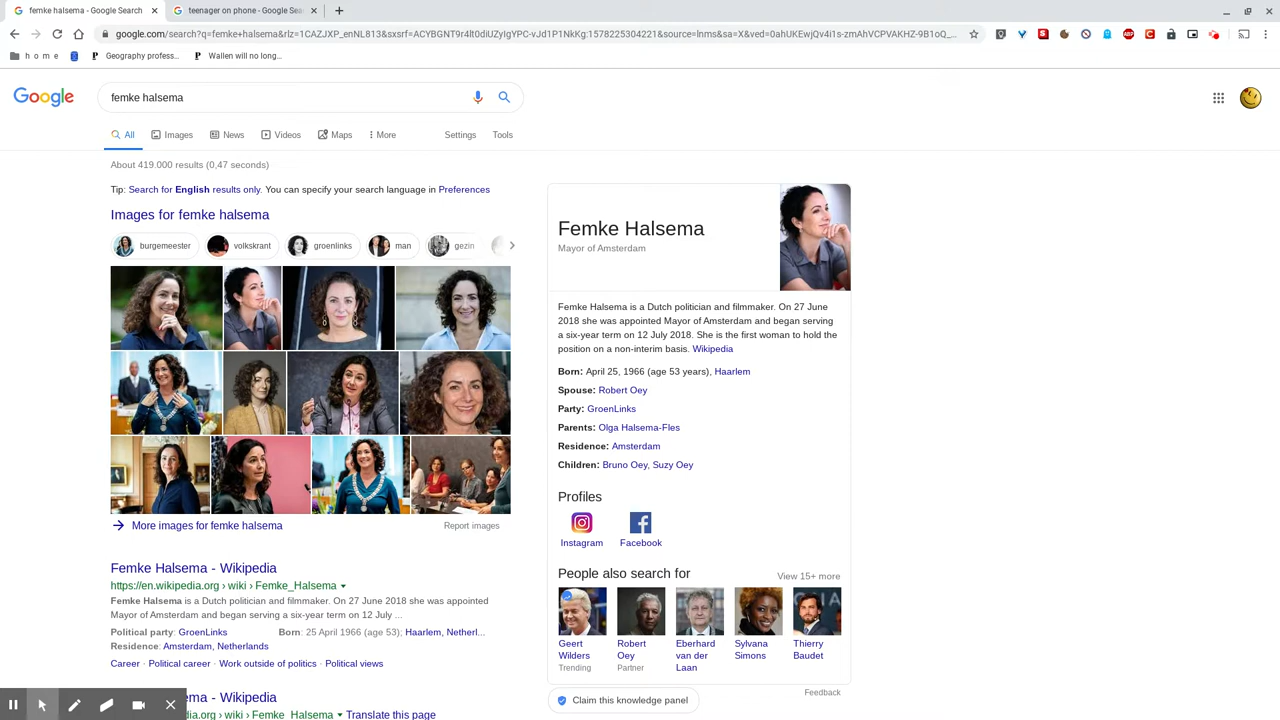 femke halsema - Google Search
teenager on phone - Google Sea
google.com/search?q=femke+halsema&rlz=1CAZJXP_enNL813&sxsrf=ACYBGNT9r4lt0diUZyIgYPC-vJd1P1NkKg:1578225304221&source=lnms&sa=X&ved=0ahUKEwjQv4i1s-zmAhVCPVAKHZ-9B1oQ_...
h o m e
Geography profess...
Wallen will no long...
Google
femke halsema
All Images News Videos Maps More Settings Tools
About 419.000 results (0,47 seconds)
Tip: Search for English results only. You can specify your search language in Preferences
Images for femke halsema
burgemeester volkskrant groenlinks man gezin
More images for femke halsema
Report images
Femke Halsema - Wikipedia
https://en.wikipedia.org › wiki › Femke_Halsema
Femke Halsema is a Dutch politician and filmmaker. On 27 June 2018 she was appointed
Mayor of Amsterdam and began serving a six-year term on 12 July ...
Political party: GroenLinks Born: 25 April 1966 (age 53); Haarlem, Netherl...
Residence: Amsterdam, Netherlands
Career · Political career · Work outside of politics · Political views
ema - Wikipedia
dia.org › wiki › Femke_Halsema Translate this page
Femke Halsema
Mayor of Amsterdam
Femke Halsema is a Dutch politician and filmmaker. On 27 June
2018 she was appointed Mayor of Amsterdam and began serving
a six-year term on 12 July 2018. She is the first woman to hold the
position on a non-interim basis. Wikipedia
Born: April 25, 1966 (age 53 years), Haarlem
Spouse: Robert Oey
Party: GroenLinks
Parents: Olga Halsema-Fles
Residence: Amsterdam
Children: Bruno Oey, Suzy Oey
Profiles
Instagram Facebook
People also search for
View 15+ more
Geert Wilders
Trending
Robert Oey
Partner
Eberhard van der Laan
Sylvana Simons
Thierry Baudet
Claim this knowledge panel
Feedback